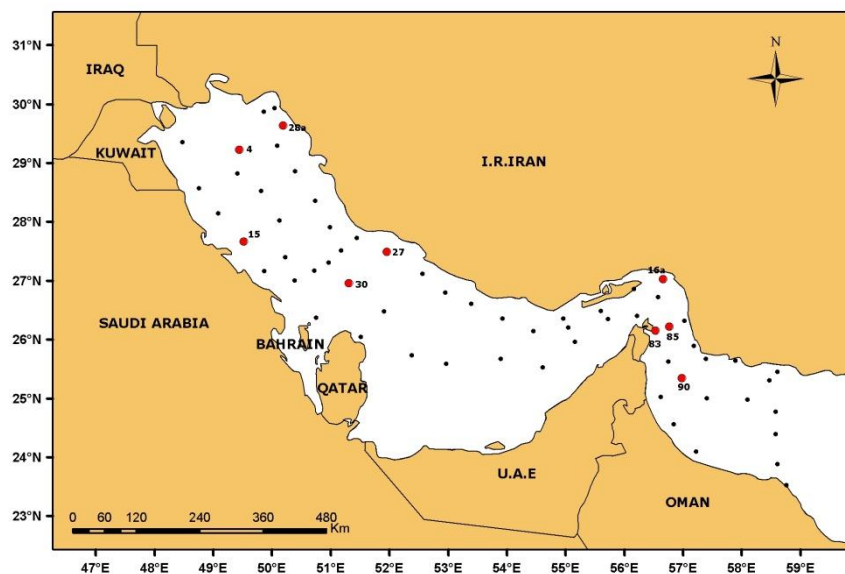 31°N
30°N
29°N
28°N
27°N
26°N
25°N
24°N
23°N
IRAQ
KUWAIT
I.R.IRAN
SAUDI ARABIA
BAHRAIN
QATAR
U.A.E
OMAN
N
28a
4
15
27
30
16a
83
85
90
0 60 120 240 360 480
Km
47°E 48°E 49°E 50°E 51°E 52°E 53°E 54°E 55°E 56°E 57°E 58°E 59°E